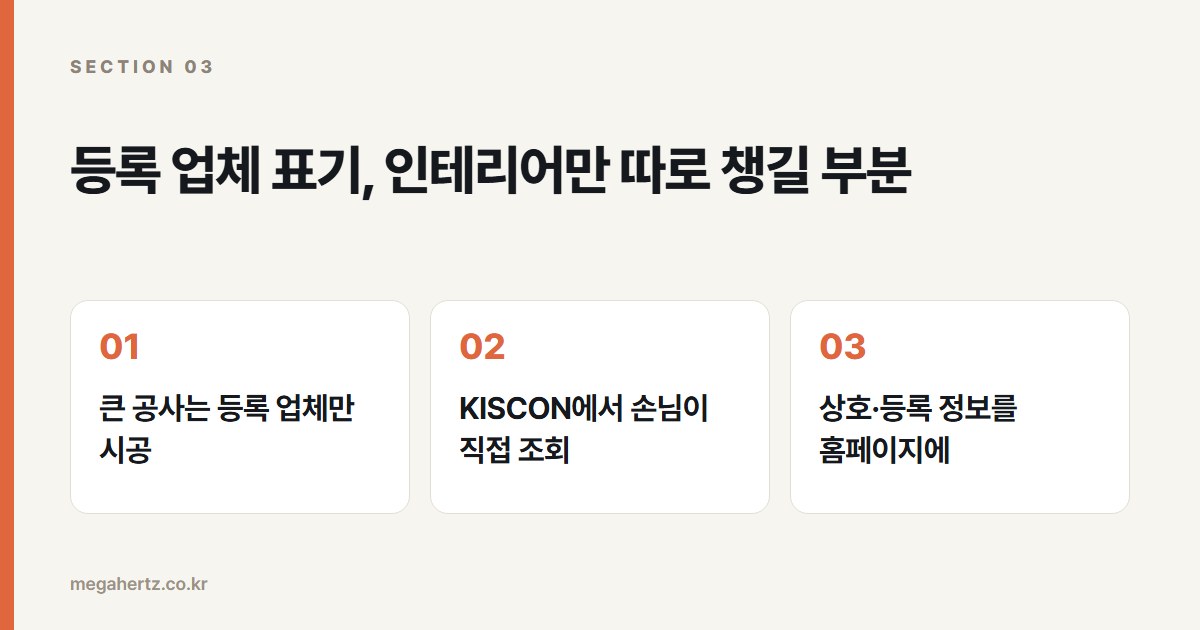 SECTION 03
등록 업체 표기, 인테리어만 따로 챙길 부분
01
큰 공사는 등록 업체만
시공
02
KISCON에서 손님이
직접 조회
03
상호·등록 정보를
홈페이지에
megahertz.co.kr